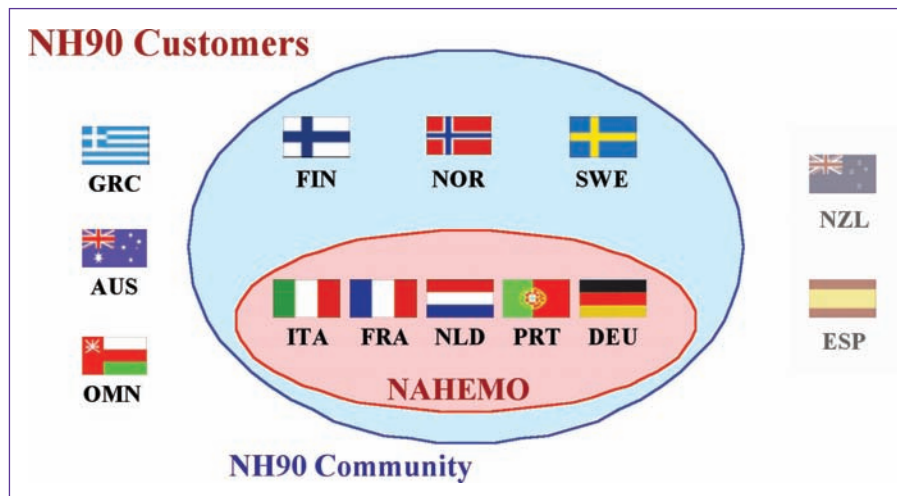 NH90 Customers
GRC
AUS
OMN
FIN NOR SWE
ITA FRA NLD PRT DEU
NAHEMO
NH90 Community
NZL
ESP